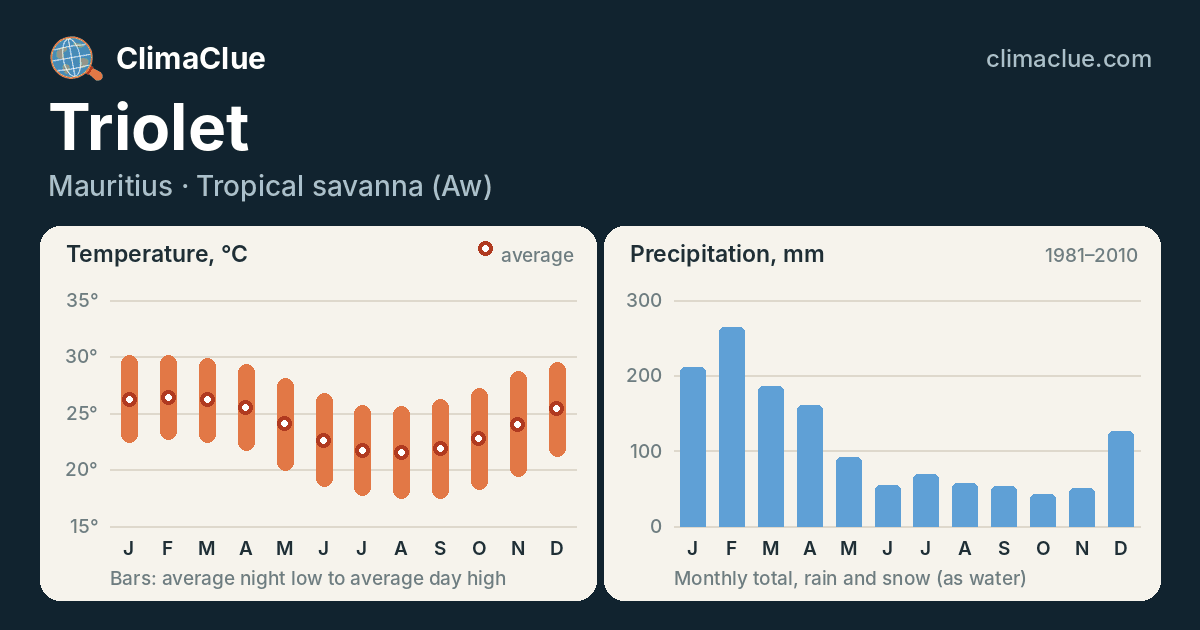 ClimaClue
climaclue.com
Triolet
Mauritius · Tropical savanna (Aw)
Temperature, °C
average
35°
30°
25°
20°
15°
J F M A M J J A S O N D
Bars: average night low to average day high
Precipitation, mm
1981–2010
300
200
100
0
J F M A M J J A S O N D
Monthly total, rain and snow (as water)